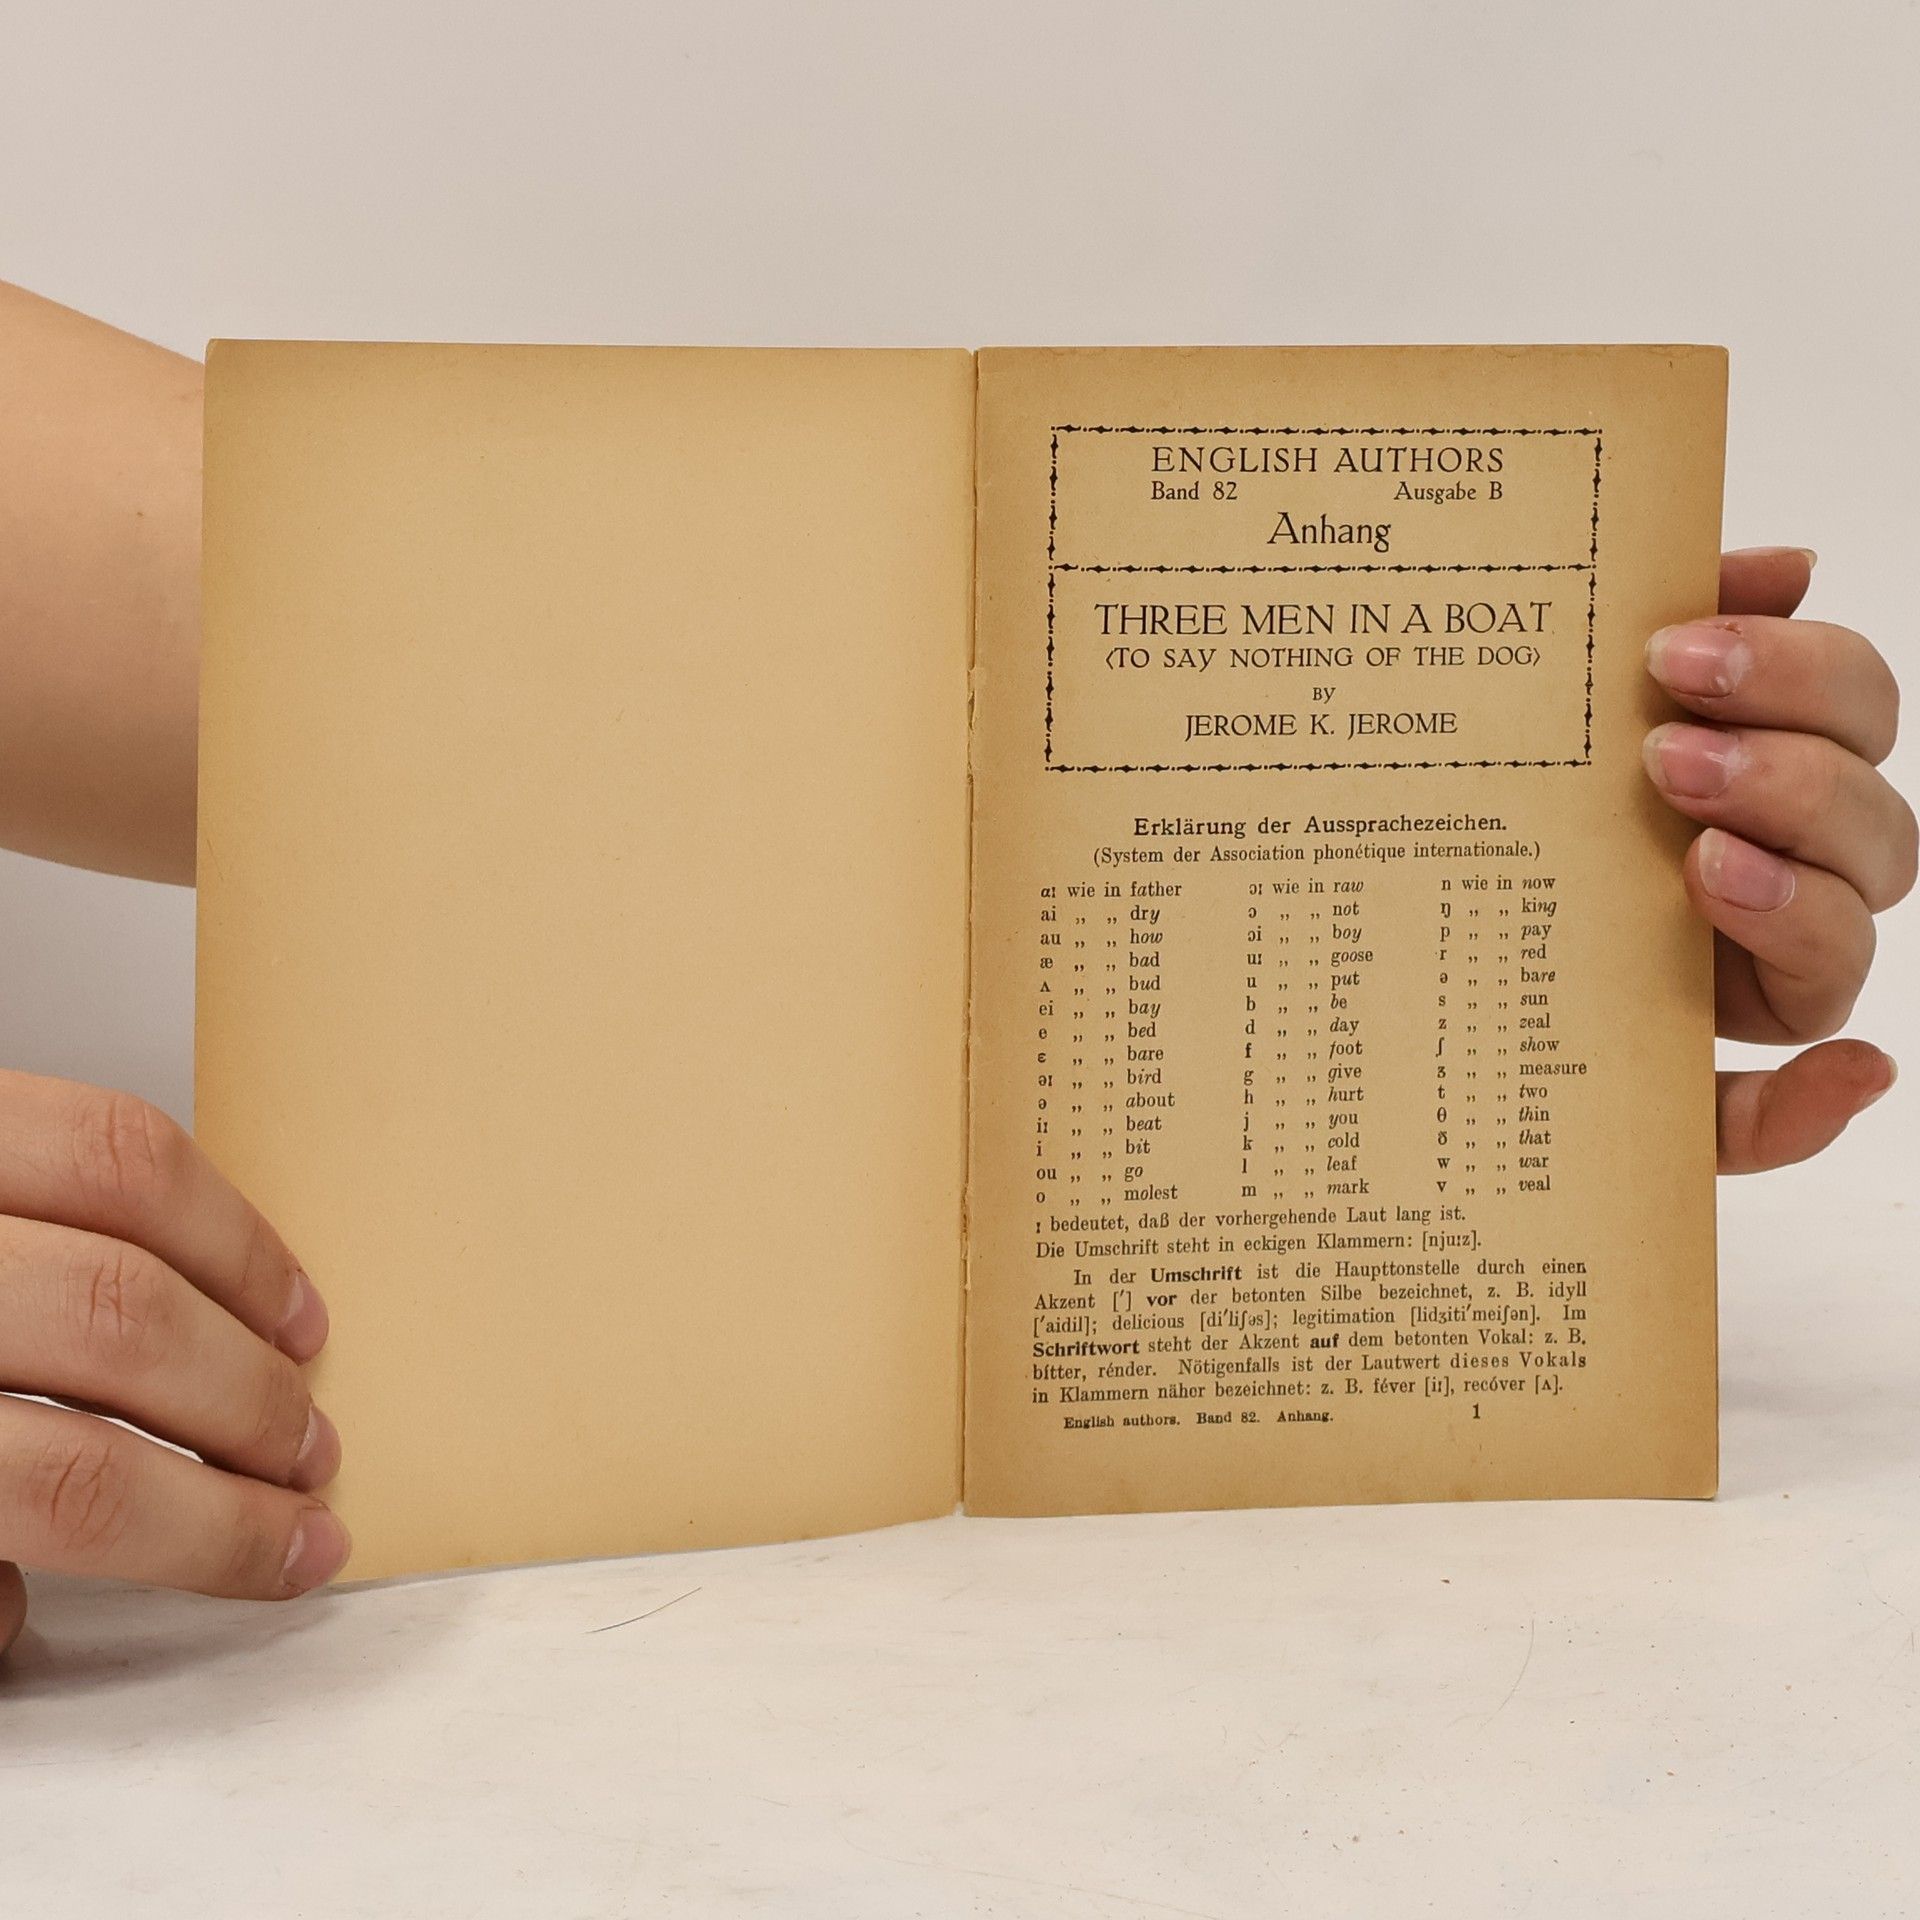 ENGLISH AUTHORS
Band 82 Ausgabe B
Anhang
THREE MEN IN A BOAT
⟨TO SAY NOTHING OF THE DOG⟩
BY
JEROME K. JEROME
Erklärung der Aussprachezeichen.
(System der Association phonétique internationale.)
ɑː wie in father ɔː wie in raw n wie in now
ai „ „ dry ɔ „ „ not ŋ „ „ king
au „ „ how ɔi „ „ boy p „ „ pay
æ „ „ bad uː „ „ goose r „ „ red
ʌ „ „ bud u „ „ put ə „ „ bare
ei „ „ bay b „ „ be s „ „ sun
e „ „ bed d „ „ day z „ „ zeal
ɛ „ „ bare f „ „ foot ʃ „ „ show
əː „ „ bird g „ „ give ʒ „ „ measure
ə „ „ about h „ „ hurt t „ „ two
iː „ „ beat j „ „ you θ „ „ thin
i „ „ bit k „ „ cold ð „ „ that
ou „ „ go l „ „ leaf w „ „ war
o „ „ molest m „ „ mark v „ „ veal
ː bedeutet, daß der vorhergehende Laut lang ist.
Die Umschrift steht in eckigen Klammern: [njuːz].
In der Umschrift ist die Haupttonstelle durch einen
Akzent [′] vor der betonten Silbe bezeichnet, z. B. idyll
[′aidil]; delicious [di′liʃəs]; legitimation [lidʒiti′meiʃən]. Im
Schriftwort steht der Akzent auf dem betonten Vokal: z. B.
bítter, rénder. Nötigenfalls ist der Lautwert dieses Vokals
in Klammern näher bezeichnet: z. B. féver [iː], recóver [ʌ].
English authors. Band 82. Anhang. 1